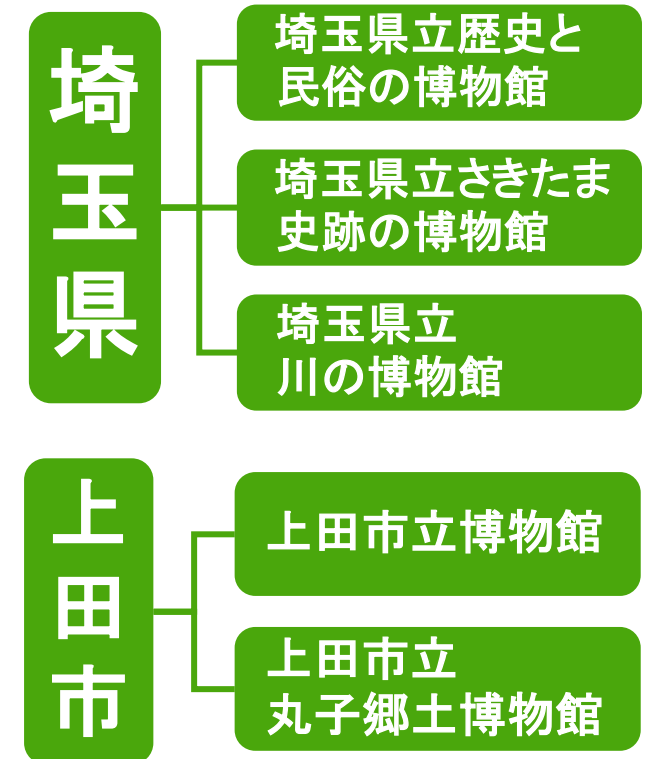 埼玉県
埼玉県立歴史と
民俗の博物館
埼玉県立さきたま
史跡の博物館
埼玉県立
川の博物館
上田市
上田市立博物館
上田市立
丸子郷土博物館